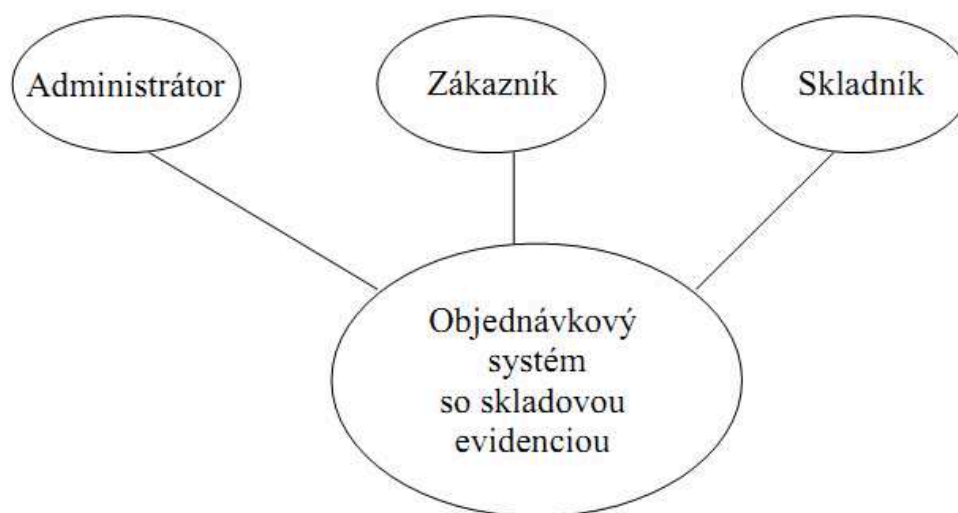 Administrátor
Zákazník
Skladník
Objednávkový
systém
so skladovou
evidenciou